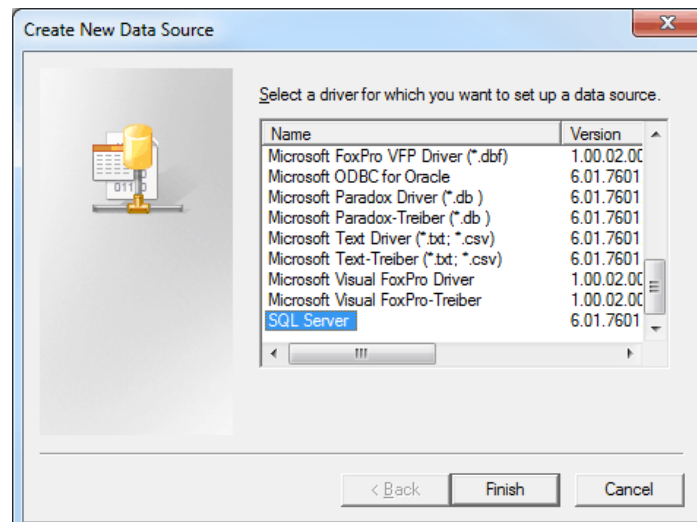 Create New Data Source
Select a driver for which you want to set up a data source.
Name Version
Microsoft FoxPro VFP Driver (*.dbf) 1.00.02.00
Microsoft ODBC for Oracle 6.01.7601
Microsoft Paradox Driver (*.db ) 6.01.7601
Microsoft Paradox-Treiber (*.db ) 6.01.7601
Microsoft Text Driver (*.txt; *.csv) 6.01.7601
Microsoft Text-Treiber (*.txt; *.csv) 6.01.7601
Microsoft Visual FoxPro Driver 1.00.02.00
Microsoft Visual FoxPro-Treiber 1.00.02.00
SQL Server 6.01.7601
< Back Finish Cancel